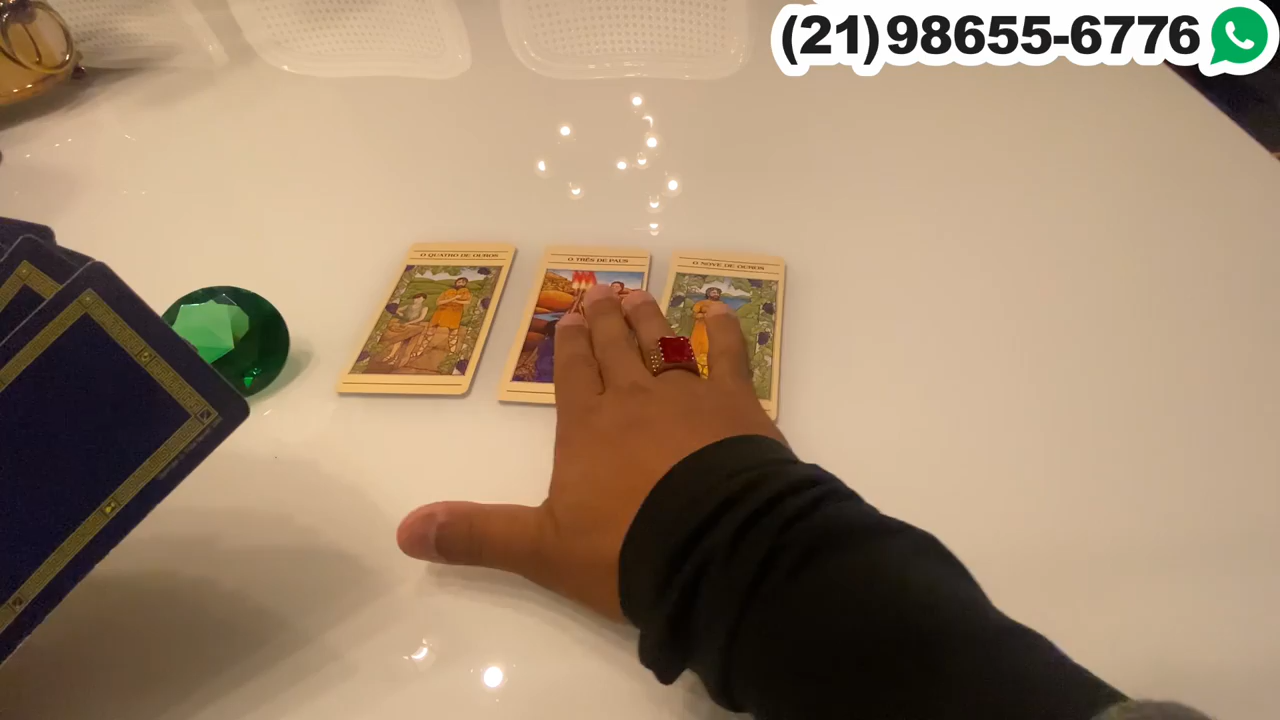 (21)98655-6776
O QUATRO DE OUROS
O TRÊS DE PAUS
O NOVE DE OUROS